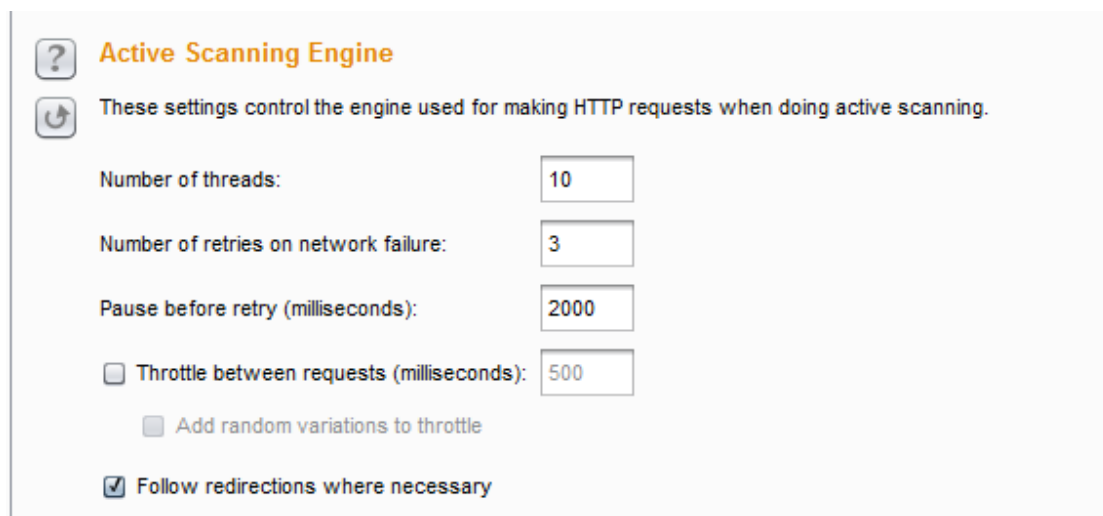 ?
Active Scanning Engine
These settings control the engine used for making HTTP requests when doing active scanning.
Number of threads: 10
Number of retries on network failure: 3
Pause before retry (milliseconds): 2000
Throttle between requests (milliseconds): 500
Add random variations to throttle
Follow redirections where necessary